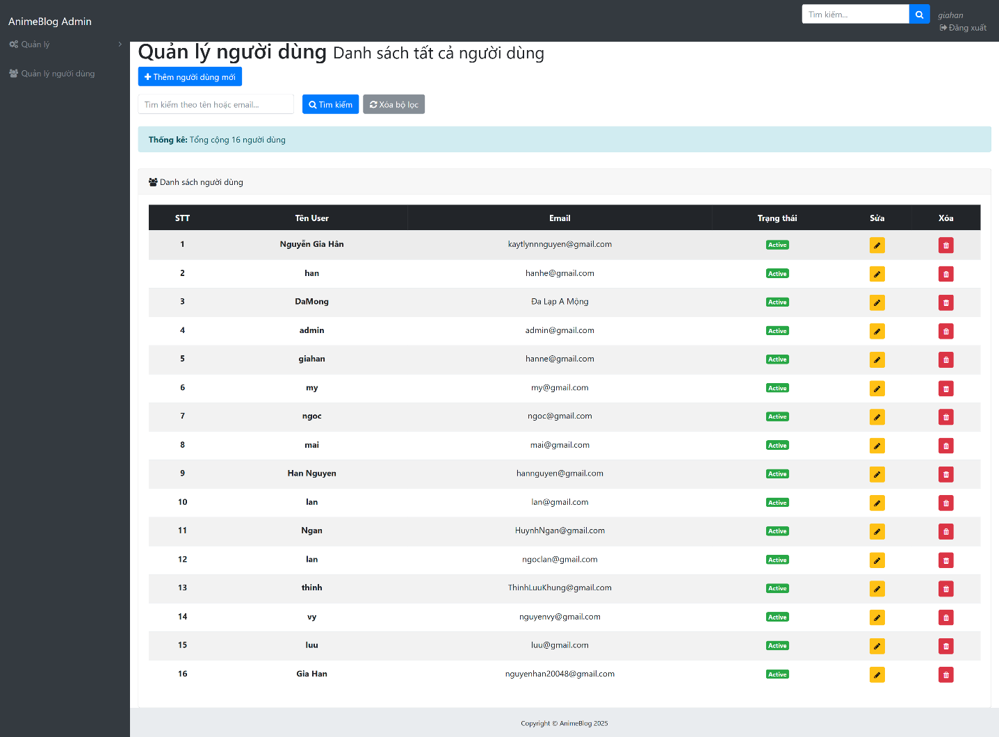 AnimeBlog Admin
Tìm kiếm...
giahan
Đăng xuất
Quản lý
Quản lý người dùng
Quản lý người dùng Danh sách tất cả người dùng
Thêm người dùng mới
Tìm kiếm theo tên hoặc email...
Tìm kiếm
Xóa bộ lọc
Thống kê: Tổng cộng 16 người dùng
Danh sách người dùng
STT Tên User Email Trạng thái Sửa Xóa
1 Nguyễn Gia Hân kaytlynnnguyen@gmail.com Active
2 han hanhe@gmail.com Active
3 DaMong Đa Lạp A Mộng Active
4 admin admin@gmail.com Active
5 giahan hanne@gmail.com Active
6 my my@gmail.com Active
7 ngoc ngoc@gmail.com Active
8 mai mai@gmail.com Active
9 Han Nguyen hannguyen@gmail.com Active
10 lan lan@gmail.com Active
11 Ngan HuynhNgan@gmail.com Active
12 lan ngoclan@gmail.com Active
13 thinh ThinhLuuKhung@gmail.com Active
14 vy nguyenvy@gmail.com Active
15 luu luu@gmail.com Active
16 Gia Han nguyenhan20048@gmail.com Active
Copyright © AnimeBlog 2025